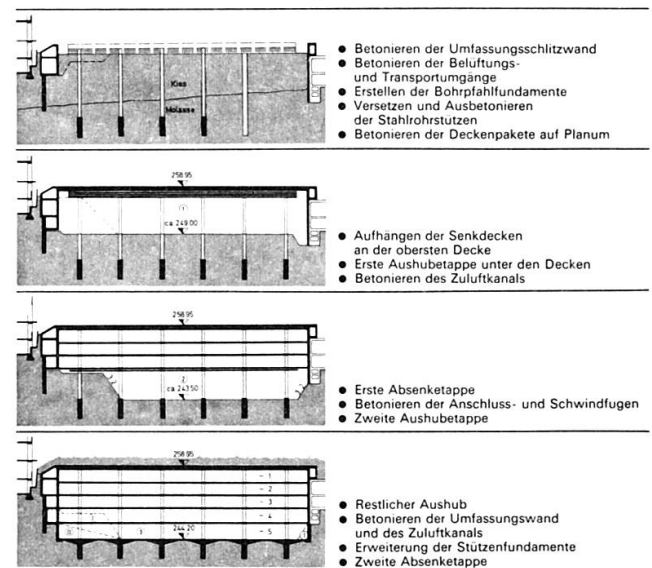 Kies
Molasse
● Betonieren der Umfassungsschlitzwand
● Betonieren der Belüftungs-
und Transportumgänge
● Erstellen der Bohrpfahlfundamente
● Versetzen und Ausbetonieren
der Stahlrohrstützen
● Betonieren der Deckenpakete auf Planum
258.95
1
ca 249.00
● Aufhängen der Senkdecken
an der obersten Decke
● Erste Aushubetappe unter den Decken
● Betonieren des Zuluftkanals
258.95
2
ca 243.50
● Erste Absenketappe
● Betonieren der Anschluss- und Schwindfugen
● Zweite Aushubetappe
258.95
– 1
– 2
– 3
– 4
3
244.20
– 5
● Restlicher Aushub
● Betonieren der Umfassungswand
und des Zuluftkanals
● Erweiterung der Stützenfundamente
● Zweite Absenketappe